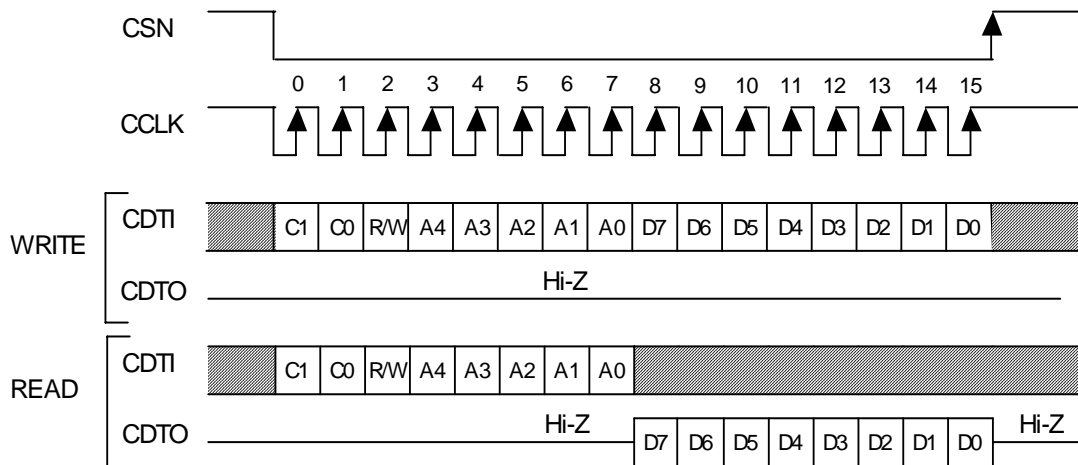 CSN
0 1 2 3 4 5 6 7 8 9 10 11 12 13 14 15
CCLK
WRITE
CDTI C1 C0 R/W A4 A3 A2 A1 A0 D7 D6 D5 D4 D3 D2 D1 D0
Hi-Z
CDTO
READ
CDTI C1 C0 R/W A4 A3 A2 A1 A0
Hi-Z Hi-Z
CDTO D7 D6 D5 D4 D3 D2 D1 D0